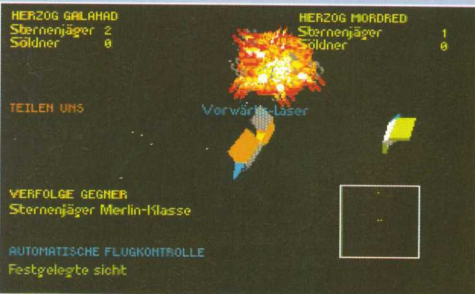 HERZOG GALAHAD
Sternenjäger 2
Söldner 0
HERZOG MORDRED
Sternenjäger 1
Söldner 0
TEILEN UNS
Vorwärts-Laser
VERFOLGE GEGNER
Sternenjäger Merlin-Klasse
AUTOMATISCHE FLUGKONTROLLE
Festgelegte sicht